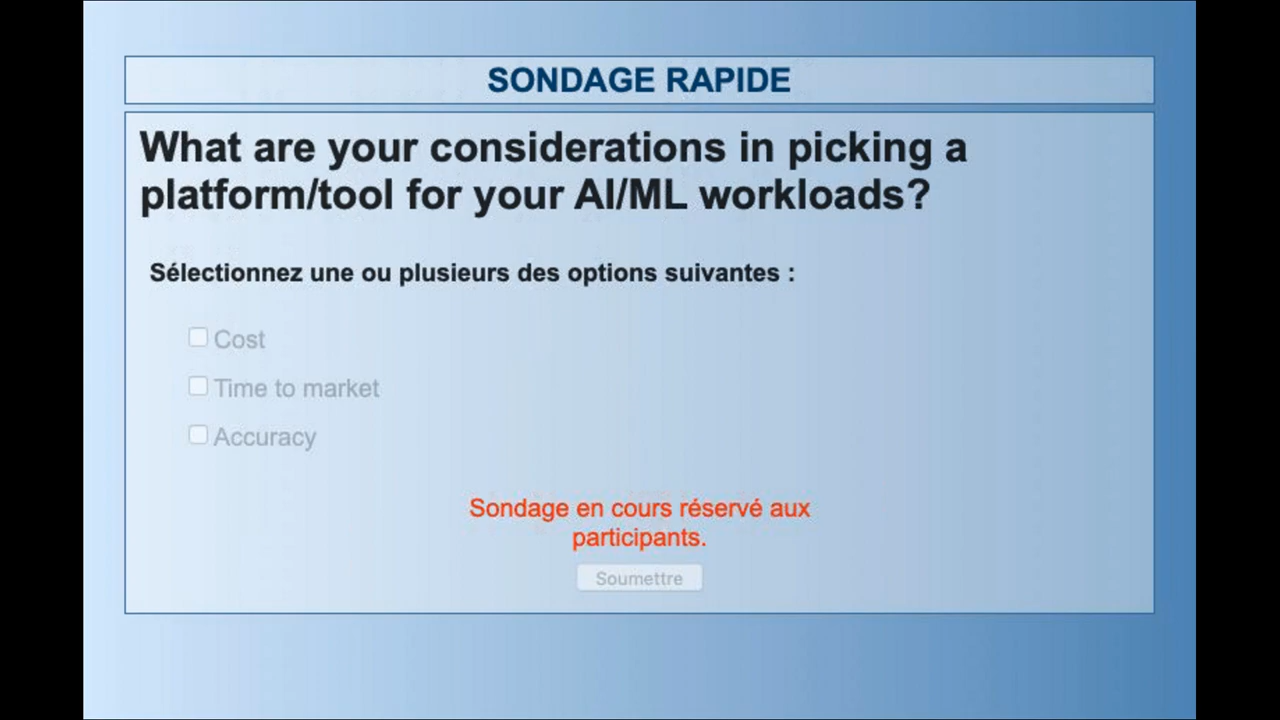 SONDAGE RAPIDE
What are your considerations in picking a
platform/tool for your AI/ML workloads?
Sélectionnez une ou plusieurs des options suivantes :
Cost
Time to market
Accuracy
Sondage en cours réservé aux
participants.
Soumettre